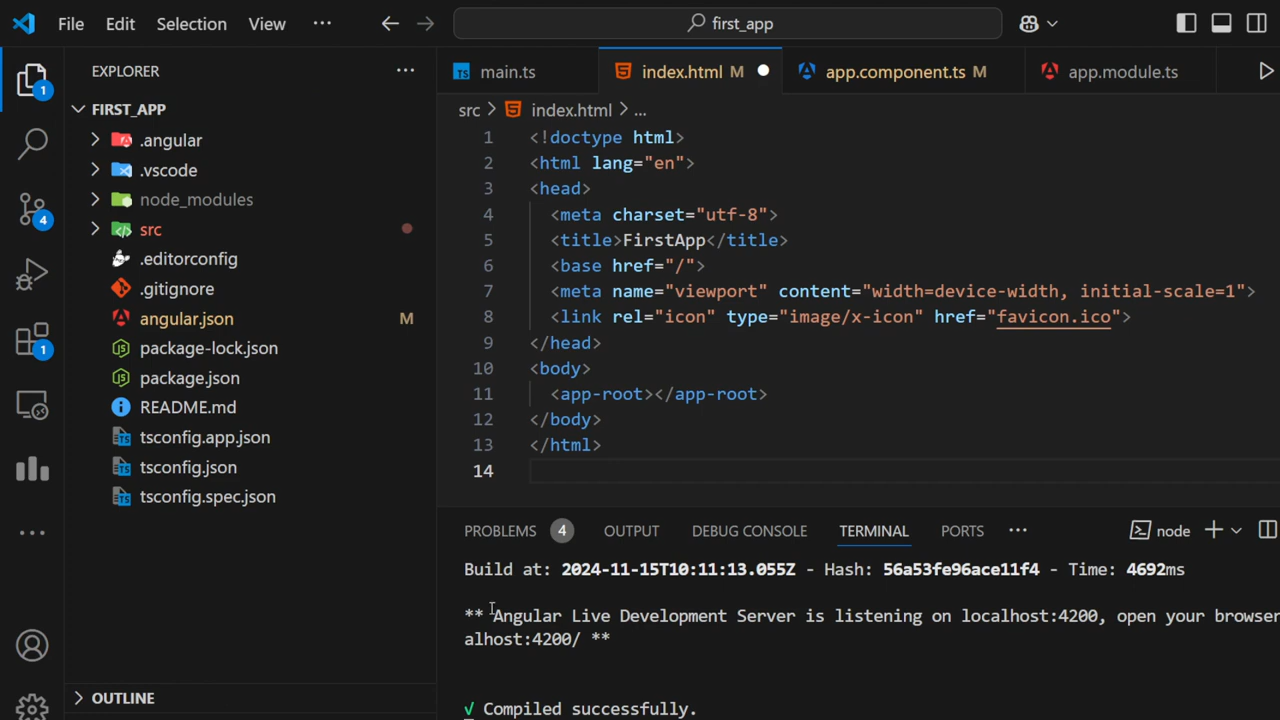 File Edit Selection View ··· first_app
EXPLORER ···
FIRST_APP
.angular
.vscode
node_modules
src
.editorconfig
.gitignore
angular.json M
package-lock.json
package.json
README.md
tsconfig.app.json
tsconfig.json
tsconfig.spec.json
OUTLINE
1
4
1
main.ts index.html M app.component.ts M app.module.ts
src > index.html > ...
1 <!doctype html>
2 <html lang="en">
3 <head>
4 <meta charset="utf-8">
5 <title>FirstApp</title>
6 <base href="/">
7 <meta name="viewport" content="width=device-width, initial-scale=1">
8 <link rel="icon" type="image/x-icon" href="favicon.ico">
9 </head>
10 <body>
11 <app-root></app-root>
12 </body>
13 </html>
14
PROBLEMS 4 OUTPUT DEBUG CONSOLE TERMINAL PORTS ··· node
Build at: 2024-11-15T10:11:13.055Z - Hash: 56a53fe96ace11f4 - Time: 4692ms
** Angular Live Development Server is listening on localhost:4200, open your browser
alhost:4200/ **
√ Compiled successfully.